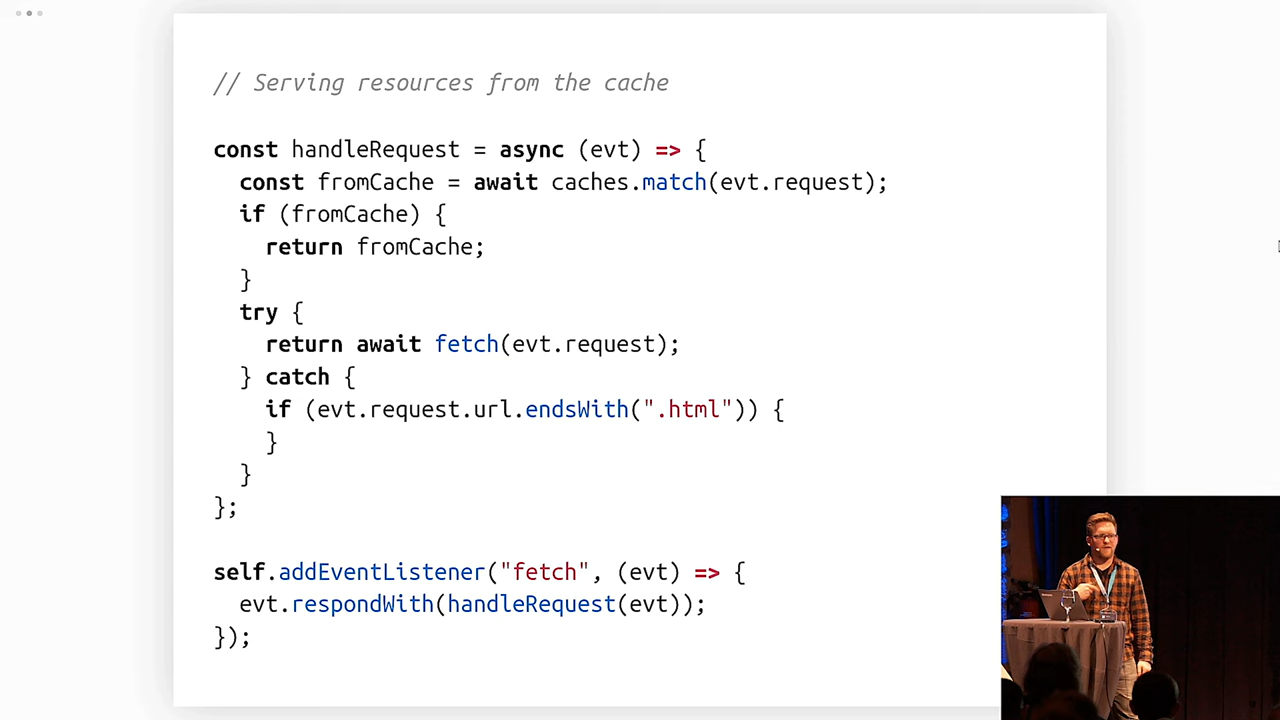 // Serving resources from the cache
const handleRequest = async (evt) => {
const fromCache = await caches.match(evt.request);
if (fromCache) {
return fromCache;
}
try {
return await fetch(evt.request);
} catch {
if (evt.request.url.endsWith(".html")) {
}
}
};
self.addEventListener("fetch", (evt) => {
evt.respondWith(handleRequest(evt));
});